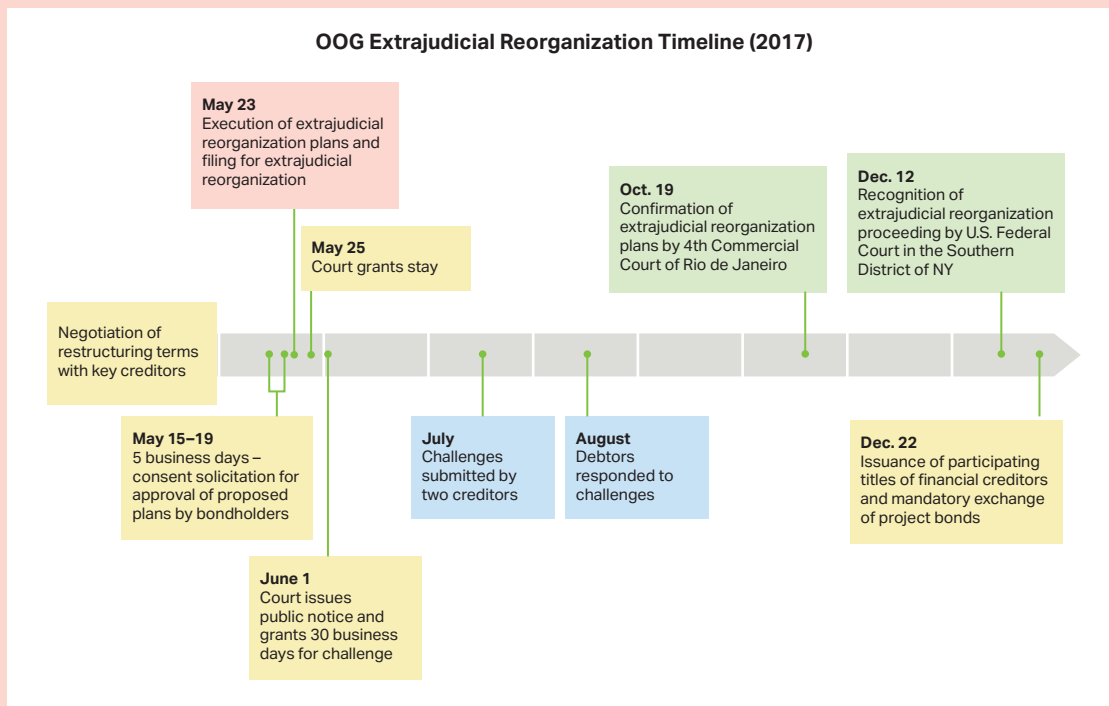 OOG Extrajudicial Reorganization Timeline (2017)
Negotiation of
restructuring terms
with key creditors
May 15–19
5 business days –
consent solicitation for
approval of proposed
plans by bondholders
May 23
Execution of extrajudicial
reorganization plans and
filing for extrajudicial
reorganization
May 25
Court grants stay
June 1
Court issues
public notice and
grants 30 business
days for challenge
July
Challenges
submitted by
two creditors
August
Debtors
responded to
challenges
Oct. 19
Confirmation of
extrajudicial reorganization
plans by 4th Commercial
Court of Rio de Janeiro
Dec. 12
Recognition of
extrajudicial reorganization
proceeding by U.S. Federal
Court in the Southern
District of NY
Dec. 22
Issuance of participating
titles of financial creditors
and mandatory exchange
of project bonds